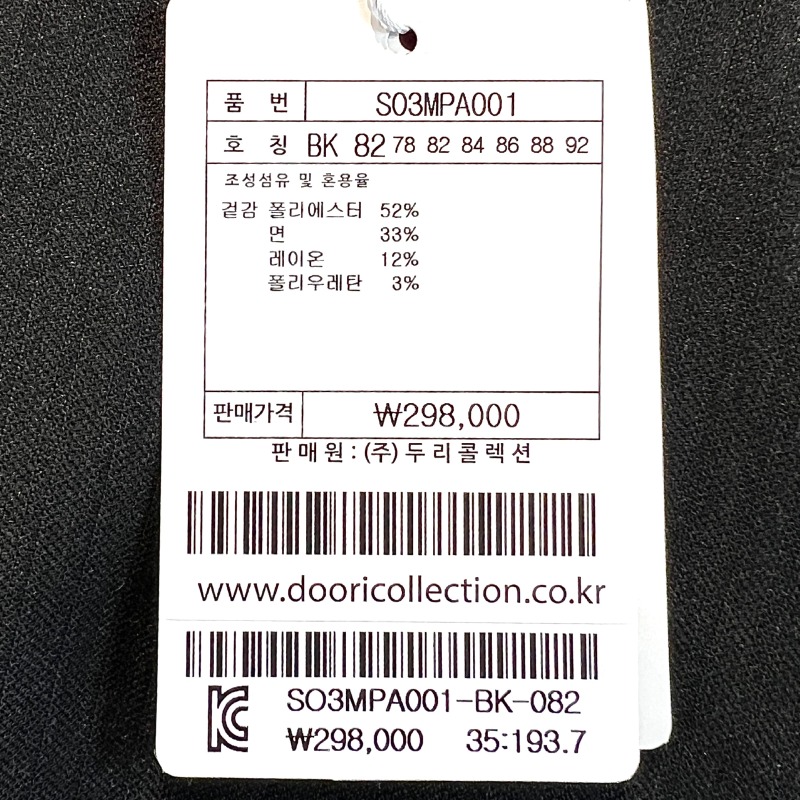 품 번 SO3MPA001
호 칭 BK 82 78 82 84 86 88 92
조성섬유 및 혼용율
겉감 폴리에스터 52%
면 33%
레이온 12%
폴리우레탄 3%
판매가격 ₩298,000
판매원 : (주)두리콜렉션
www.dooricollection.co.kr
SO3MPA001-BK-082
₩298,000 35:193.7